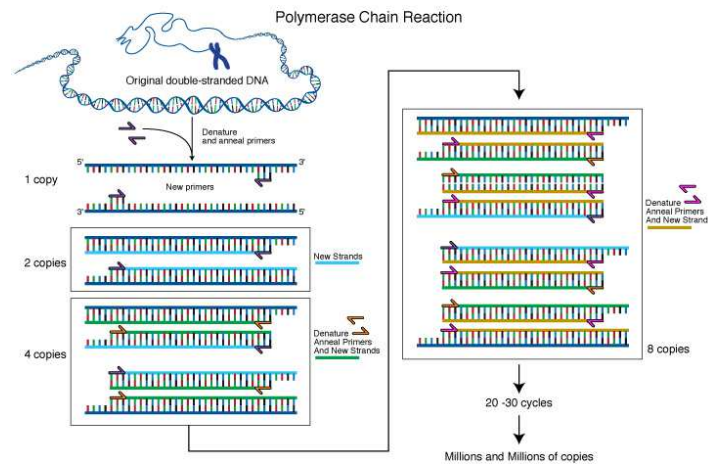 Polymerase Chain Reaction
Original double-stranded DNA
Denature
and anneal primers
5'
3'
1 copy
New primers
3'
5'
2 copies
New Strands
4 copies
Denature
Anneal Primers
And New Strands
Denature
Anneal Primers
And New Strand
8 copies
20 -30 cycles
Millions and Millions of copies